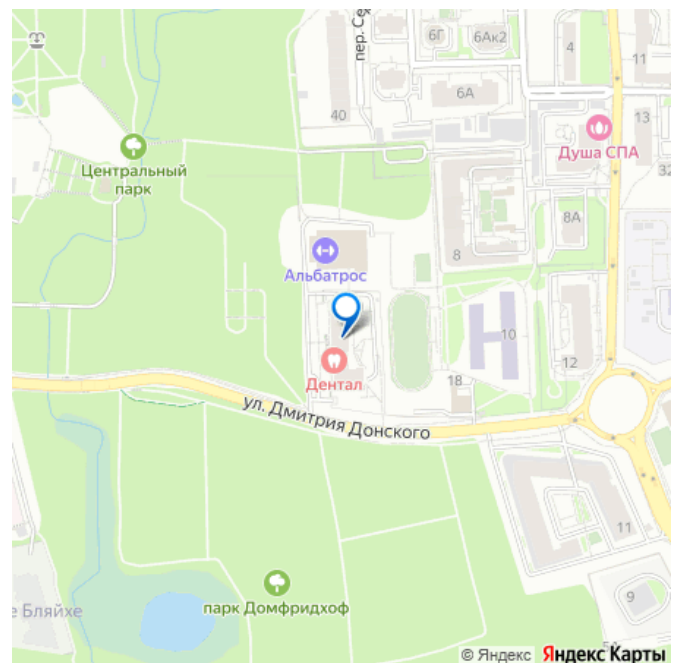 пер. Се
6Г
6Ак2
4
11
6А
40
13
Душа СПА
32
Центральный
парк
8А
8
Альбатрос
10
12
Дентал
18
ул. Дмитрия Донского
11
парк Домфридхоф
е Бляйхе
9
© Яндекс Яндекс Карты